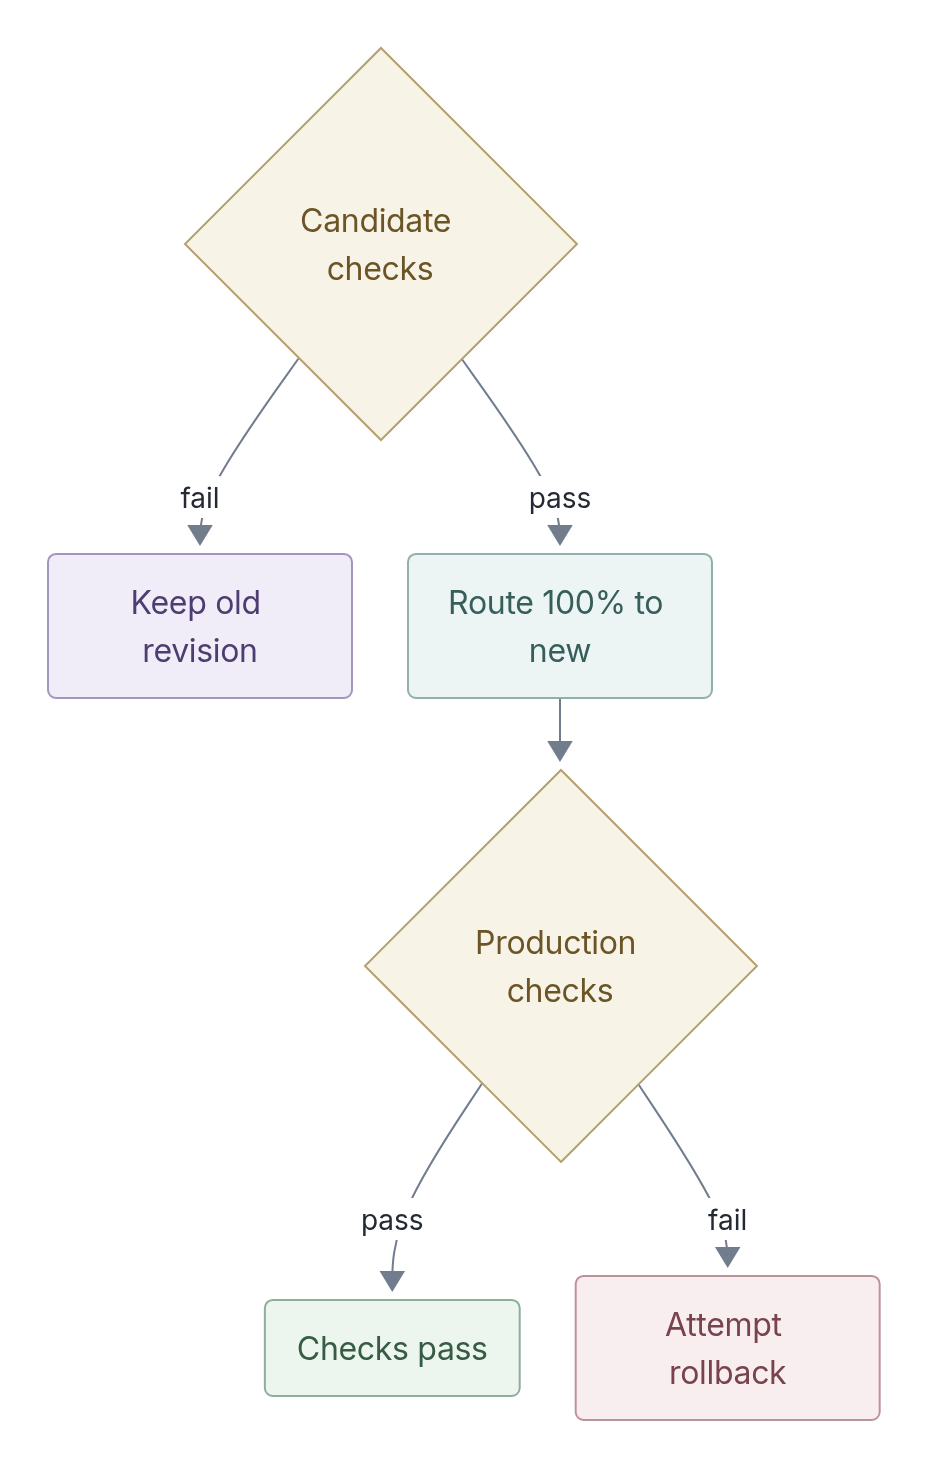 Candidate
checks
fail
pass
Keep old
revision
Route 100% to
new
Production
checks
pass
fail
Checks pass
Attempt
rollback